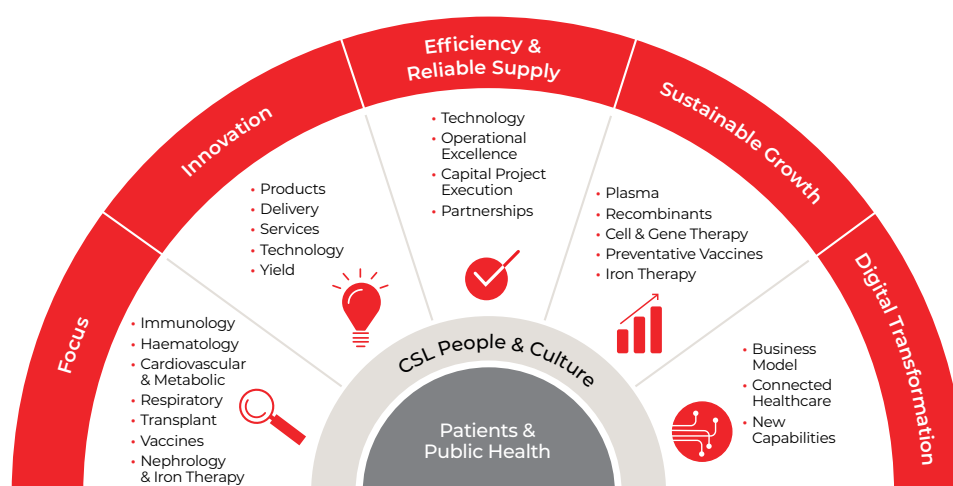 Focus
• Immunology
• Haematology
• Cardiovascular
& Metabolic
• Respiratory
• Transplant
• Vaccines
• Nephrology
& Iron Therapy
Innovation
• Products
• Delivery
• Services
• Technology
• Yield
Efficiency &
Reliable Supply
• Technology
• Operational
Excellence
• Capital Project
Execution
• Partnerships
Sustainable Growth
• Plasma
• Recombinants
• Cell & Gene Therapy
• Preventative Vaccines
• Iron Therapy
Digital Transformation
• Business
Model
• Connected
Healthcare
• New
Capabilities
CSL People & Culture
Patients &
Public Health